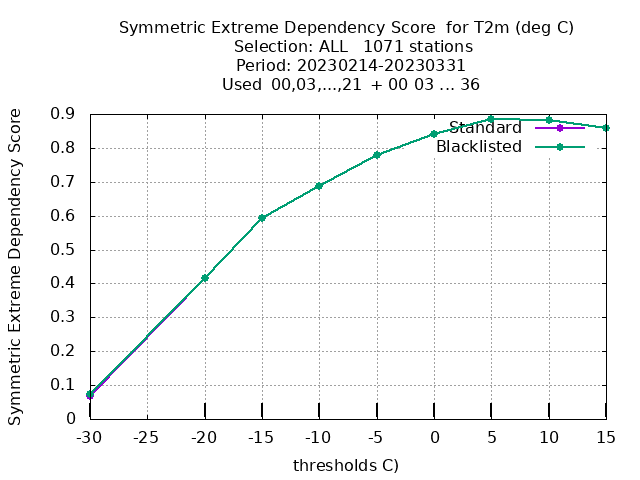 Symmetric Extreme Dependency Score  for T2m (deg C)
Selection: ALL   1071 stations
Period: 20230214-20230331
Used  00,03,...,21  + 00 03 ... 36
Symmetric Extreme Dependency Score
0.9
0.8
0.7
0.6
0.5
0.4
0.3
0.2
0.1
0
Standard
Blacklisted
-30 -25 -20 -15 -10 -5 0 5 10 15
thresholds C)